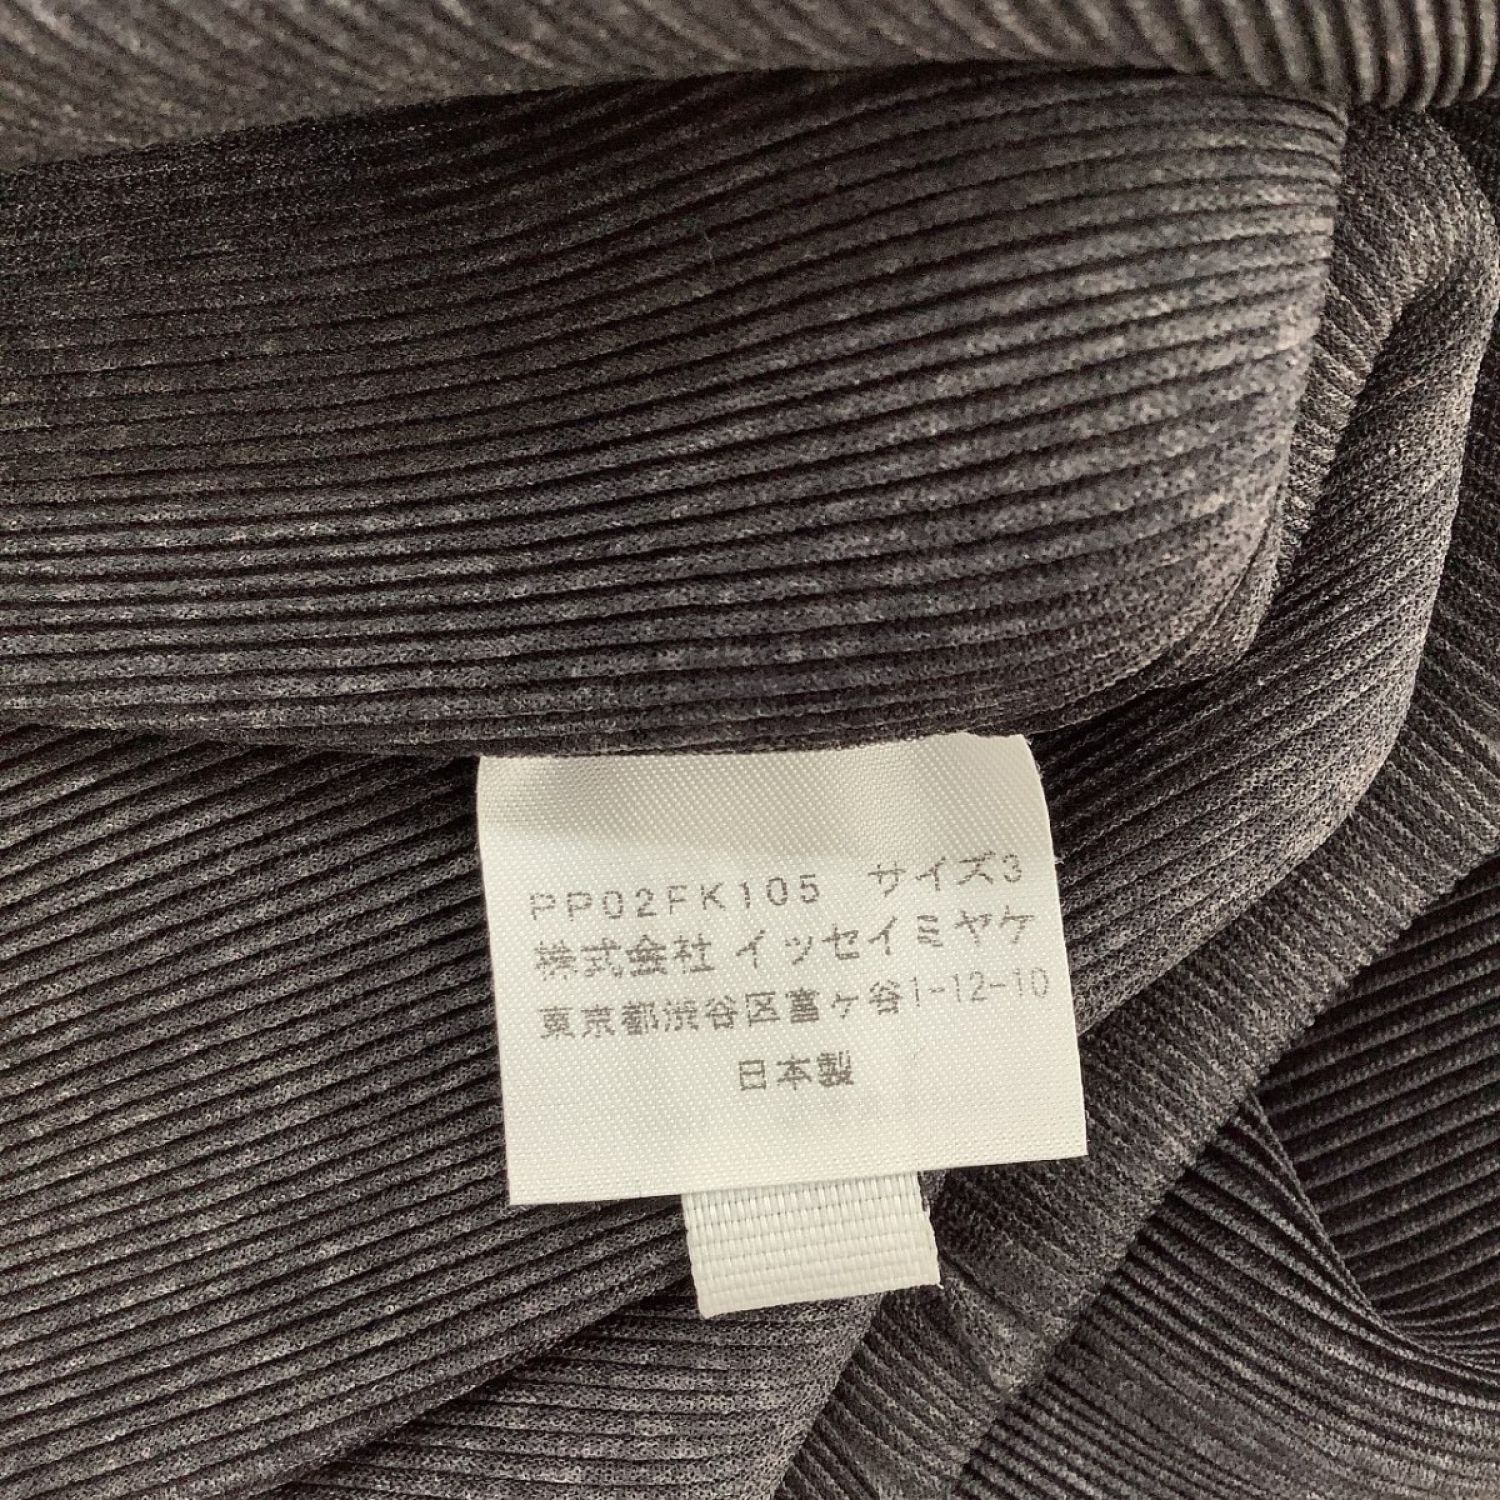 PP02FK105 サイズ3
株式会社 イッセイミヤケ
東京都渋谷区富ヶ谷1-12-10
日本製